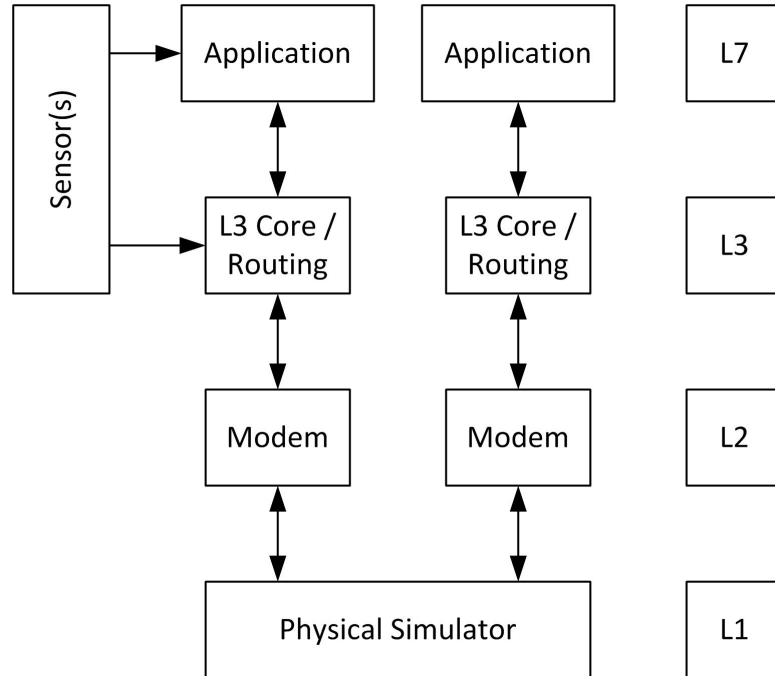 Sensor(s)
Application
Application
L7
L3 Core /
Routing
L3 Core /
Routing
L3
Modem
Modem
L2
Physical Simulator
L1